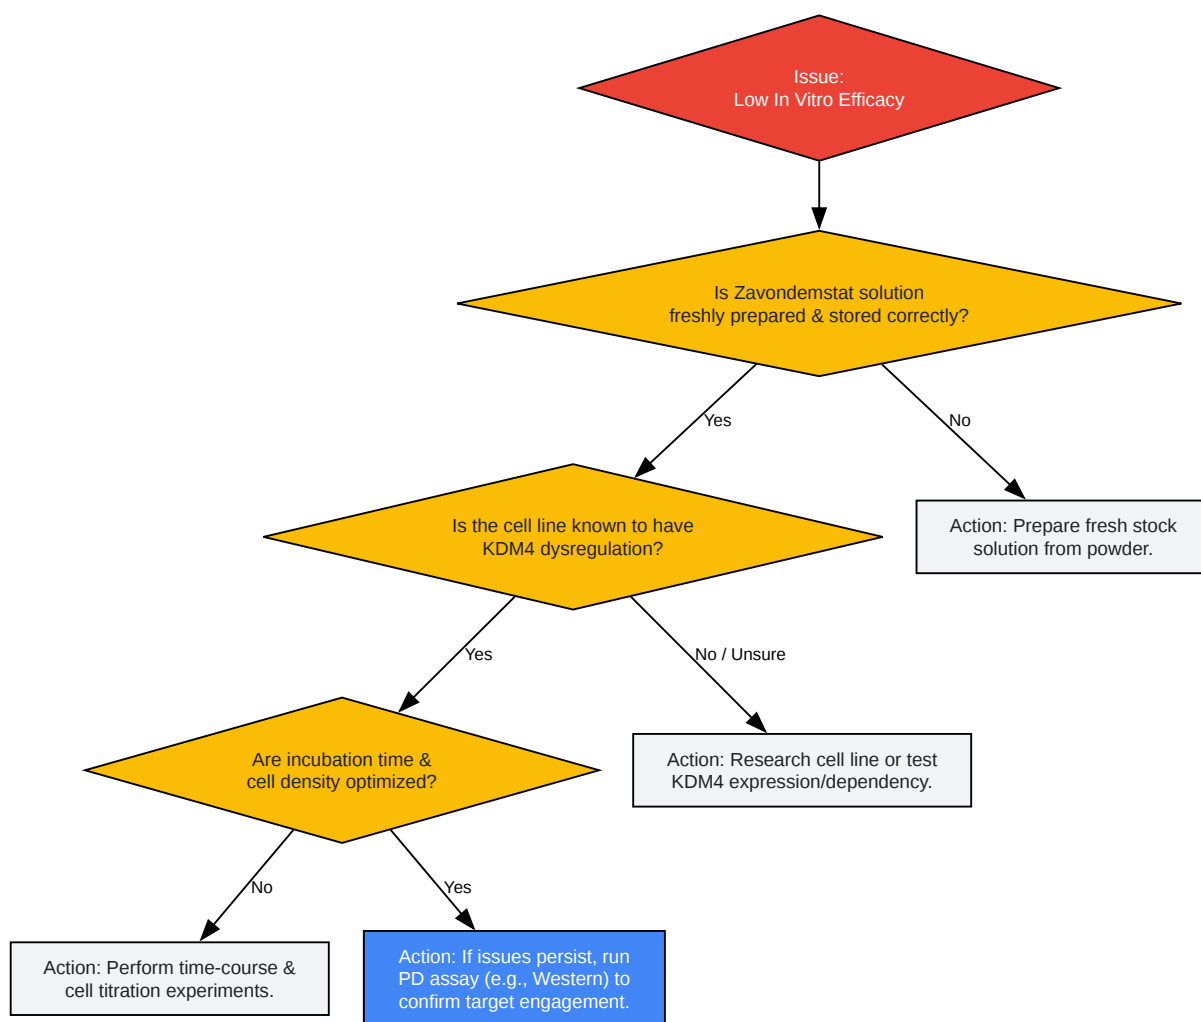 Issue:
Low In Vitro Efficacy
Is Zavondemstat solution
freshly prepared & stored correctly?
Yes
No
Is the cell line known to have
KDM4 dysregulation?
Action: Prepare fresh stock
solution from powder.
Yes
No / Unsure
Are incubation time &
cell density optimized?
Action: Research cell line or test
KDM4 expression/dependency.
No
Yes
Action: Perform time-course &
cell titration experiments.
Action: If issues persist, run
PD assay (e.g., Western) to
confirm target engagement.